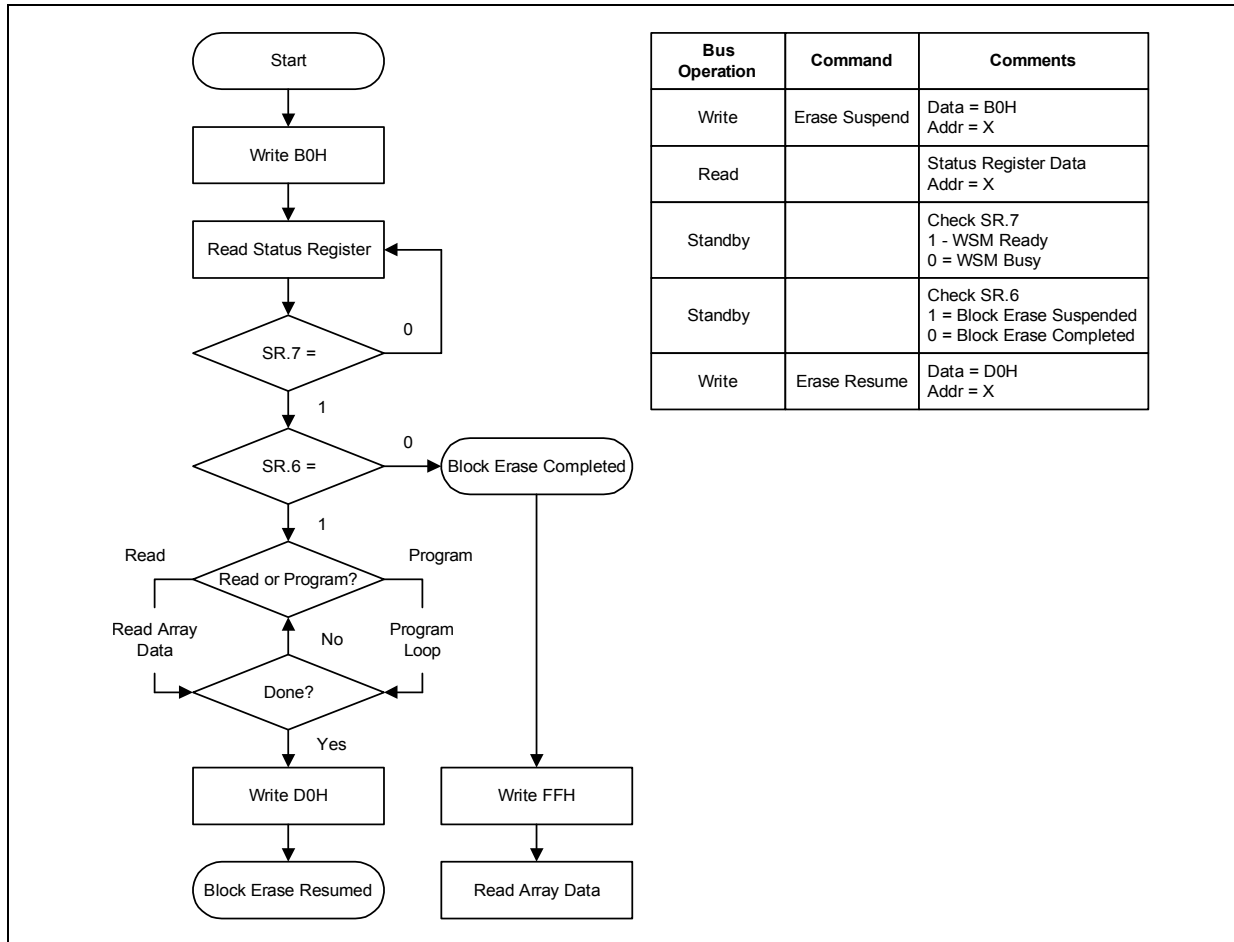 Start
Write B0H
Read Status Register
0
SR.7 =
1
0
SR.6 =
Block Erase Completed
1
Read
Program
Read or Program?
Read Array
Data
No
Program
Loop
Done?
Yes
Write D0H
Write FFH
Block Erase Resumed
Read Array Data
Bus
Operation
Command
Comments
Write
Erase Suspend
Data = B0H
Addr = X
Read
Status Register Data
Addr = X
Standby
Check SR.7
1 - WSM Ready
0 = WSM Busy
Standby
Check SR.6
1 = Block Erase Suspended
0 = Block Erase Completed
Write
Erase Resume
Data = D0H
Addr = X